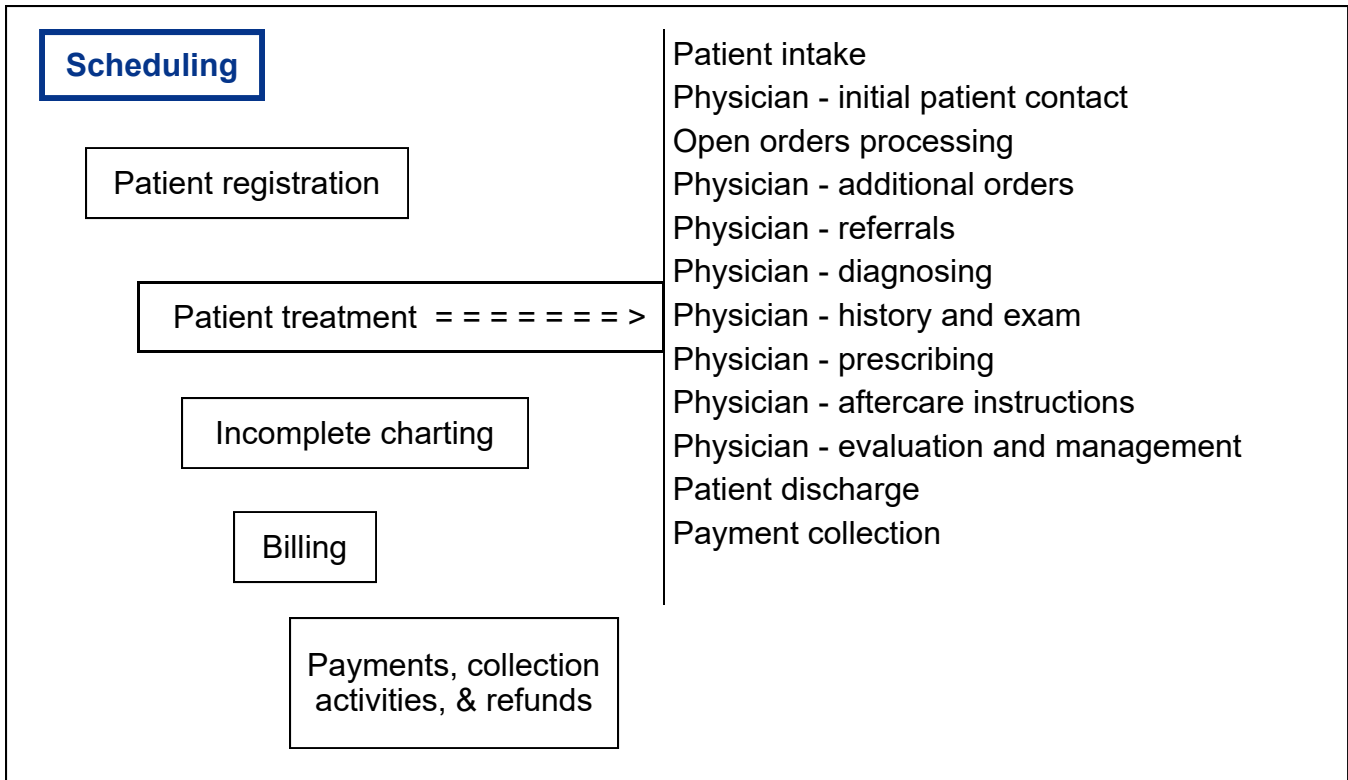 Scheduling
Patient registration
Patient treatment = = = = = = = >
Incomplete charting
Billing
Payments, collection
activities, & refunds
Patient intake
Physician - initial patient contact
Open orders processing
Physician - additional orders
Physician - referrals
Physician - diagnosing
Physician - history and exam
Physician - prescribing
Physician - aftercare instructions
Physician - evaluation and management
Patient discharge
Payment collection